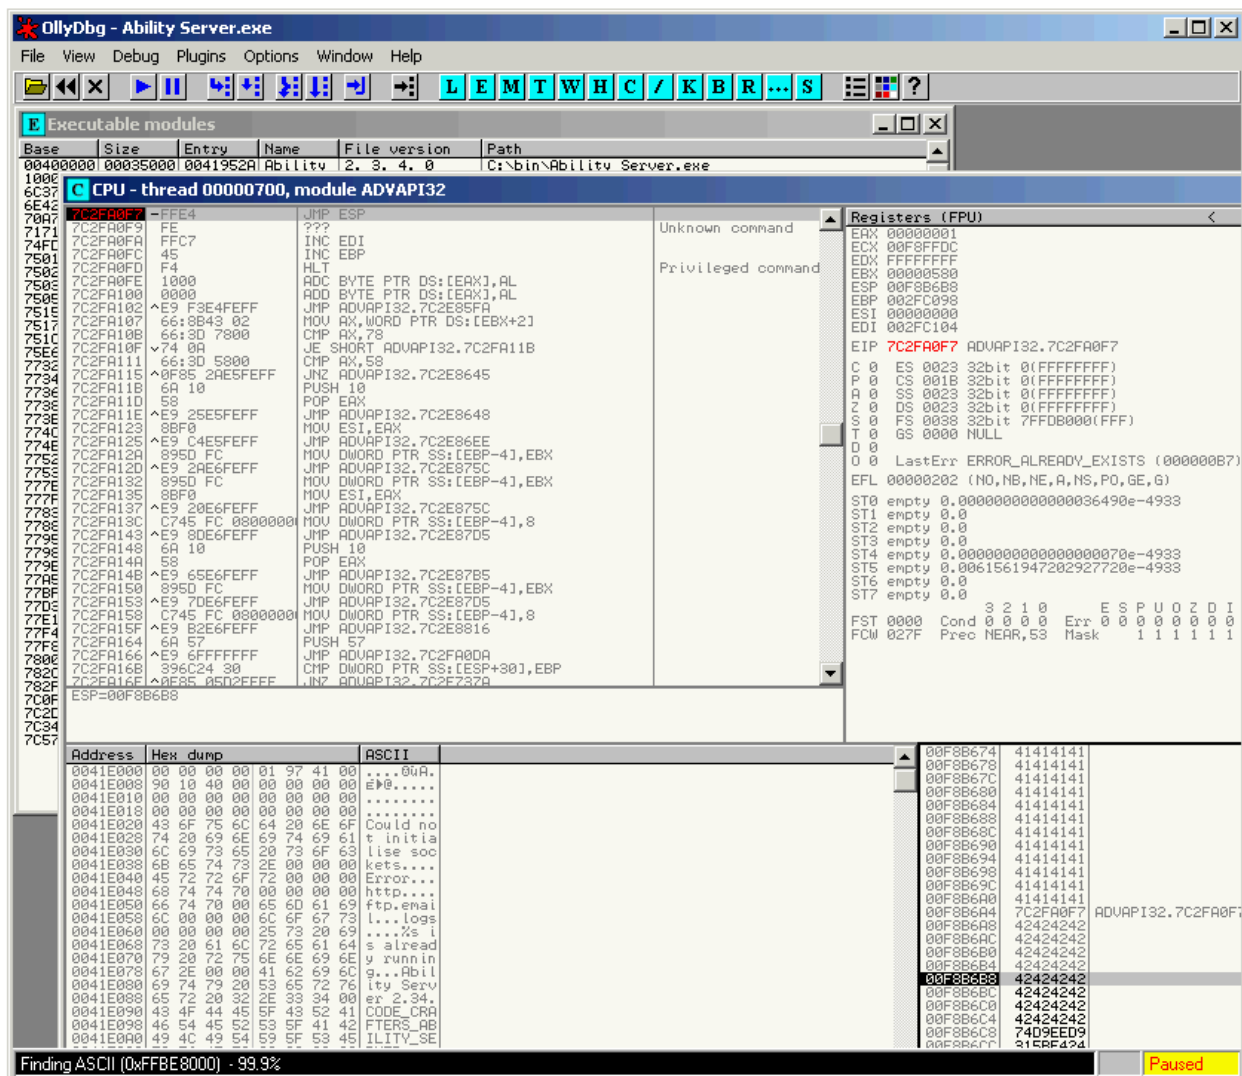 OllyDbg - Ability Server.exe
File View Debug Plugins Options Window Help
L E M T W H C / K B R ... S ?
E Executable modules
Base Size Entry Name File version Path
00400000 00035000 0041952A Ability 2. 3. 4. 0 C:\bin\Ability Server.exe
C CPU - thread 00000700, module ADVAPI32
7C2FA0F7 -FFE4 JMP ESP
7C2FA0F9 FE ??? Unknown command
7C2FA0FA FFC7 INC EDI
7C2FA0FC 45 INC EBP
7C2FA0FD F4 HLT Privileged command
7C2FA0FE 1000 ADC BYTE PTR DS:[EAX],AL
7C2FA100 0000 ADD BYTE PTR DS:[EAX],AL
7C2FA102 ^E9 F3E4FEFF JMP ADVAPI32.7C2E85FA
7C2FA107 66:8B43 02 MOV AX,WORD PTR DS:[EBX+2]
7C2FA10B 66:3D 7800 CMP AX,78
7C2FA10F v74 0A JE SHORT ADVAPI32.7C2FA11B
7C2FA111 66:3D 5800 CMP AX,58
7C2FA115 ^0F85 2AE5FEFF JNZ ADVAPI32.7C2E8645
7C2FA11B 6A 10 PUSH 10
7C2FA11D 58 POP EAX
7C2FA11E ^E9 25E5FEFF JMP ADVAPI32.7C2E8648
7C2FA123 8BF0 MOV ESI,EAX
7C2FA125 ^E9 C4E5FEFF JMP ADVAPI32.7C2E86EE
7C2FA12A 895D FC MOV DWORD PTR SS:[EBP-4],EBX
7C2FA12D ^E9 2AE6FEFF JMP ADVAPI32.7C2E875C
7C2FA132 895D FC MOV DWORD PTR SS:[EBP-4],EBX
7C2FA135 8BF0 MOV ESI,EAX
7C2FA137 ^E9 20E6FEFF JMP ADVAPI32.7C2E875C
7C2FA13C C745 FC 0800000 MOV DWORD PTR SS:[EBP-4],8
7C2FA143 ^E9 8DE6FEFF JMP ADVAPI32.7C2E87D5
7C2FA148 6A 10 PUSH 10
7C2FA14A 58 POP EAX
7C2FA14B ^E9 65E6FEFF JMP ADVAPI32.7C2E87B5
7C2FA150 895D FC MOV DWORD PTR SS:[EBP-4],EBX
7C2FA153 ^E9 7DE6FEFF JMP ADVAPI32.7C2E87D5
7C2FA158 C745 FC 0800000 MOV DWORD PTR SS:[EBP-4],8
7C2FA15F ^E9 B2E6FEFF JMP ADVAPI32.7C2E8816
7C2FA164 6A 57 PUSH 57
7C2FA166 ^E9 6FFFFFFF JMP ADVAPI32.7C2FA0DA
7C2FA16B 396C24 30 CMP DWORD PTR SS:[ESP+30],EBP
7C2FA16F ^0F85 05D2FFFF JNZ ADVAPI32.7C2F737A
ESP=00F8B6B8
Registers (FPU) <
EAX 00000001
ECX 00F8FFDC
EDX FFFFFFFF
EBX 00000580
ESP 00F8B6B8
EBP 002FC098
ESI 00000000
EDI 002FC104
EIP 7C2FA0F7 ADVAPI32.7C2FA0F7
C 0 ES 0023 32bit 0(FFFFFFFF)
P 0 CS 001B 32bit 0(FFFFFFFF)
A 0 SS 0023 32bit 0(FFFFFFFF)
Z 0 DS 0023 32bit 0(FFFFFFFF)
S 0 FS 0038 32bit 7FFDB000(FFF)
T 0 GS 0000 NULL
D 0
O 0 LastErr ERROR_ALREADY_EXISTS (000000B7)
EFL 00000202 (NO,NB,NE,A,NS,PO,GE,G)
ST0 empty 0.0000000000000036490e-4933
ST1 empty 0.0
ST2 empty 0.0
ST3 empty 0.0
ST4 empty 0.0000000000000000070e-4933
ST5 empty 0.0061561947202927720e-4933
ST6 empty 0.0
ST7 empty 0.0
3 2 1 0 E S P U O Z D I
FST 0000 Cond 0 0 0 0 Err 0 0 0 0 0 0 0 0
FCW 027F Prec NEAR,53 Mask 1 1 1 1 1 1
Address Hex dump ASCII
0041E000 00 00 00 00 01 97 41 00 ....☺ùA.
0041E008 90 10 40 00 00 00 00 00 É►@.....
0041E010 00 00 00 00 00 00 00 00 ........
0041E018 00 00 00 00 00 00 00 00 ........
0041E020 43 6F 75 6C 64 20 6E 6F Could no
0041E028 74 20 69 6E 69 74 69 61 t initia
0041E030 6C 69 73 65 20 73 6F 63 lise soc
0041E038 6B 65 74 73 2E 00 00 00 kets....
0041E040 45 72 72 6F 72 00 00 00 Error...
0041E048 68 74 74 70 00 00 00 00 http....
0041E050 66 74 70 00 65 6D 61 69 ftp.emai
0041E058 6C 00 00 00 6C 6F 67 73 l...logs
0041E060 00 00 00 00 25 73 20 69 ....%s i
0041E068 73 20 61 6C 72 65 61 64 s alread
0041E070 79 20 72 75 6E 6E 69 6E y runnin
0041E078 67 2E 00 00 41 62 69 6C g...Abil
0041E080 69 74 79 20 53 65 72 76 ity Serv
0041E088 65 72 20 32 2E 33 34 00 er 2.34.
0041E090 43 4F 44 45 5F 43 52 41 CODE_CRA
0041E098 46 54 45 52 53 5F 41 42 FTERS_AB
0041E0A0 49 4C 49 54 59 5F 53 45 ILITY_SE
00F8B674 41414141
00F8B678 41414141
00F8B67C 41414141
00F8B680 41414141
00F8B684 41414141
00F8B688 41414141
00F8B68C 41414141
00F8B690 41414141
00F8B694 41414141
00F8B698 41414141
00F8B69C 41414141
00F8B6A0 41414141
00F8B6A4 7C2FA0F7 ADVAPI32.7C2FA0F7
00F8B6A8 42424242
00F8B6AC 42424242
00F8B6B0 42424242
00F8B6B4 42424242
00F8B6B8 42424242
00F8B6BC 42424242
00F8B6C0 42424242
00F8B6C4 42424242
00F8B6C8 74D9EED9
00F8B6CC 315BF424
Finding ASCII (0xFFBE8000) - 99.9% Paused